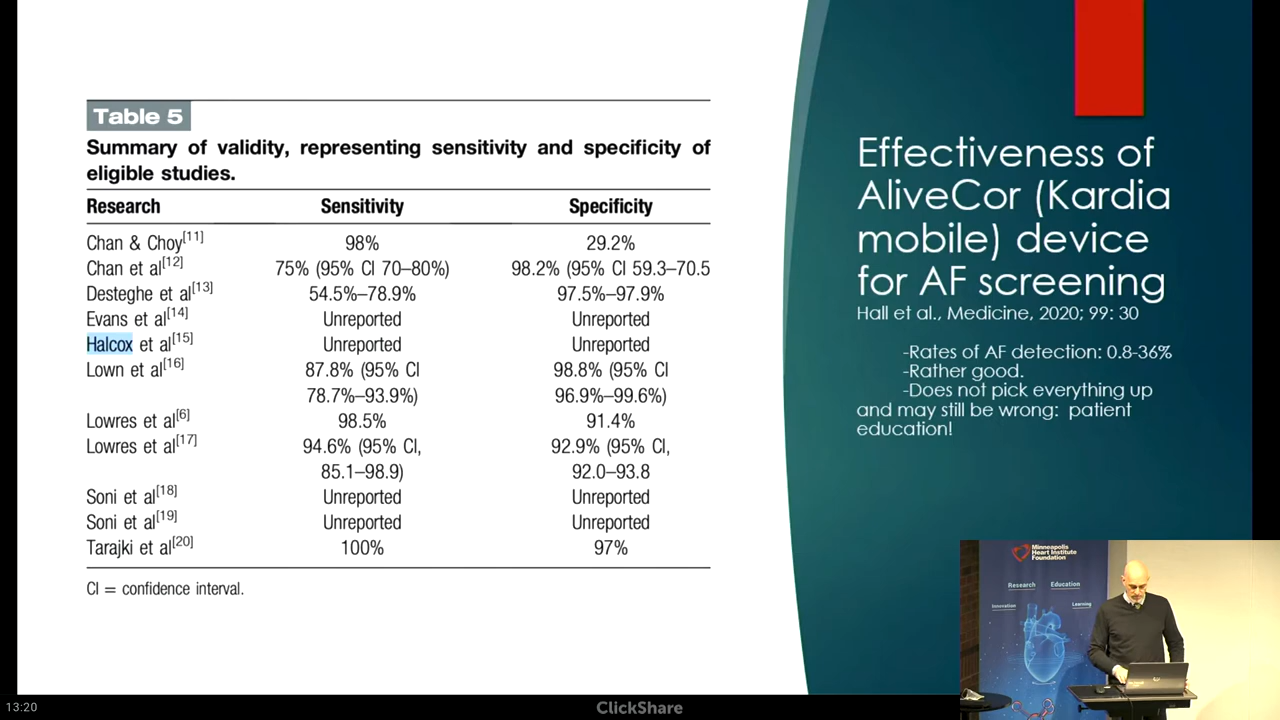 Table 5
Summary of validity, representing sensitivity and specificity of
eligible studies.
Research Sensitivity Specificity
Chan & Choy[11] 98% 29.2%
Chan et al[12] 75% (95% CI 70–80%) 98.2% (95% CI 59.3–70.5
Desteghe et al[13] 54.5%–78.9% 97.5%–97.9%
Evans et al[14] Unreported Unreported
Halcox et al[15] Unreported Unreported
Lown et al[16] 87.8% (95% CI 98.8% (95% CI
78.7%–93.9%) 96.9%–99.6%)
Lowres et al[6] 98.5% 91.4%
Lowres et al[17] 94.6% (95% CI, 92.9% (95% CI,
85.1–98.9) 92.0–93.8
Soni et al[18] Unreported Unreported
Soni et al[19] Unreported Unreported
Tarajki et al[20] 100% 97%
CI = confidence interval.
Effectiveness of
AliveCor (Kardia
mobile) device
for AF screening
Hall et al., Medicine, 2020; 99: 30
-Rates of AF detection: 0.8-36%
-Rather good.
-Does not pick everything up
and may still be wrong: patient
education!
Minneapolis
Heart Institute
Foundation
Research Education
Innovation Learning
13:20
ClickShare